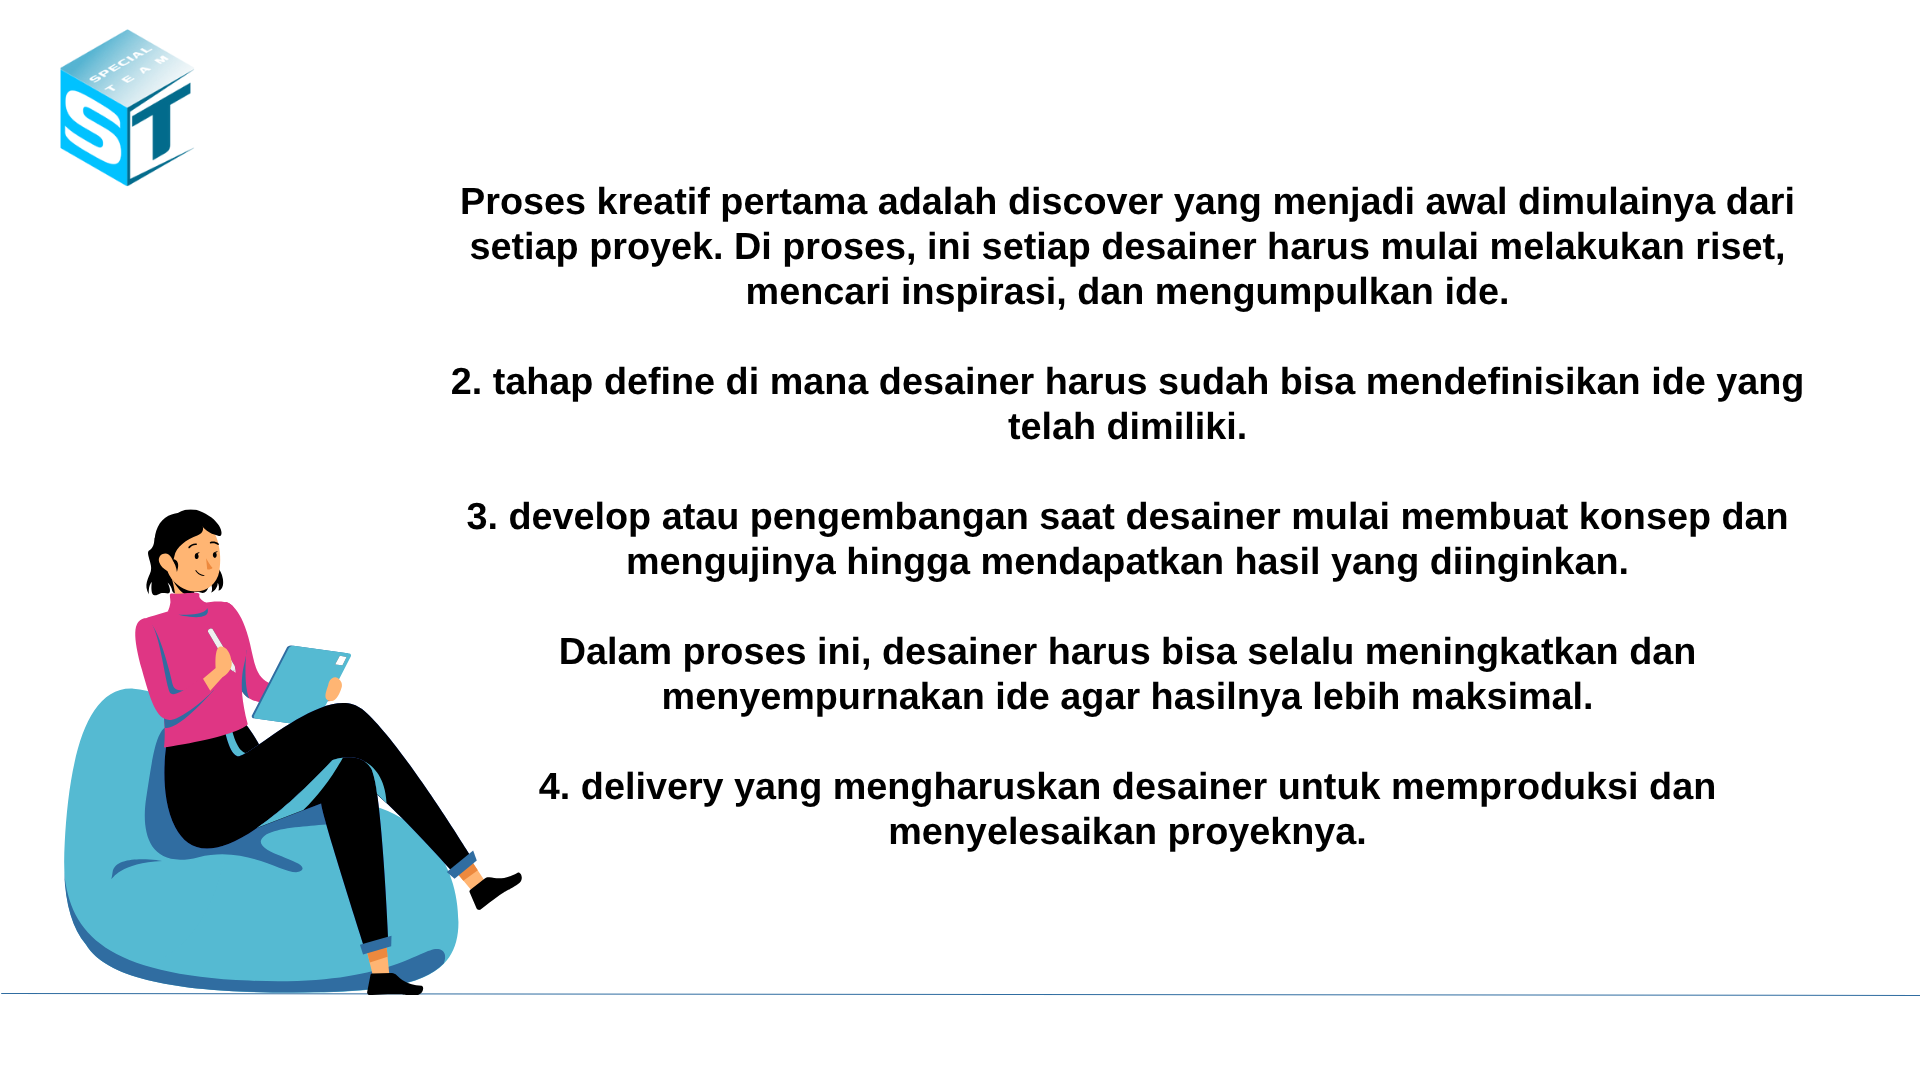 SPECIAL
TEAM
ST
Proses kreatif pertama adalah discover yang menjadi awal dimulainya dari
setiap proyek. Di proses, ini setiap desainer harus mulai melakukan riset,
mencari inspirasi, dan mengumpulkan ide.
2. tahap define di mana desainer harus sudah bisa mendefinisikan ide yang
telah dimiliki.
3. develop atau pengembangan saat desainer mulai membuat konsep dan
mengujinya hingga mendapatkan hasil yang diinginkan.
Dalam proses ini, desainer harus bisa selalu meningkatkan dan
menyempurnakan ide agar hasilnya lebih maksimal.
4. delivery yang mengharuskan desainer untuk memproduksi dan
menyelesaikan proyeknya.